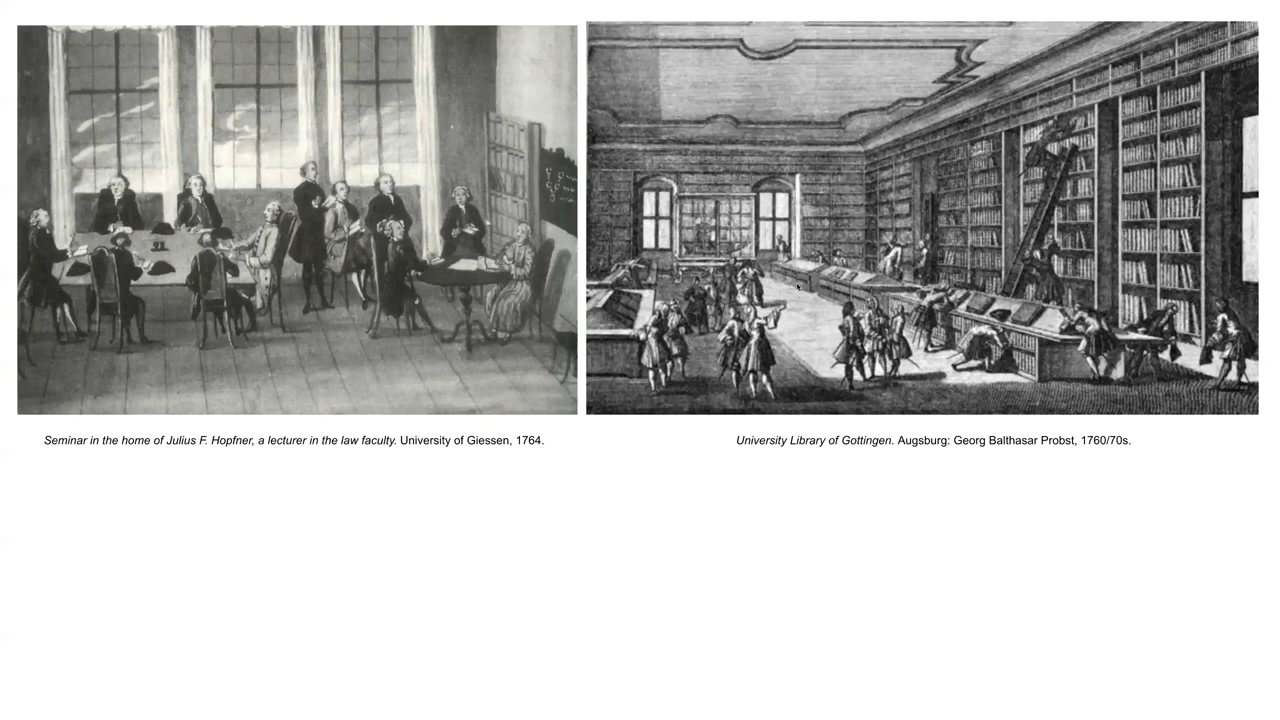 Seminar in the home of Julius F. Hopfner, a lecturer in the law faculty. University of Giessen, 1764.
University Library of Gottingen. Augsburg: Georg Balthasar Probst, 1760/70s.